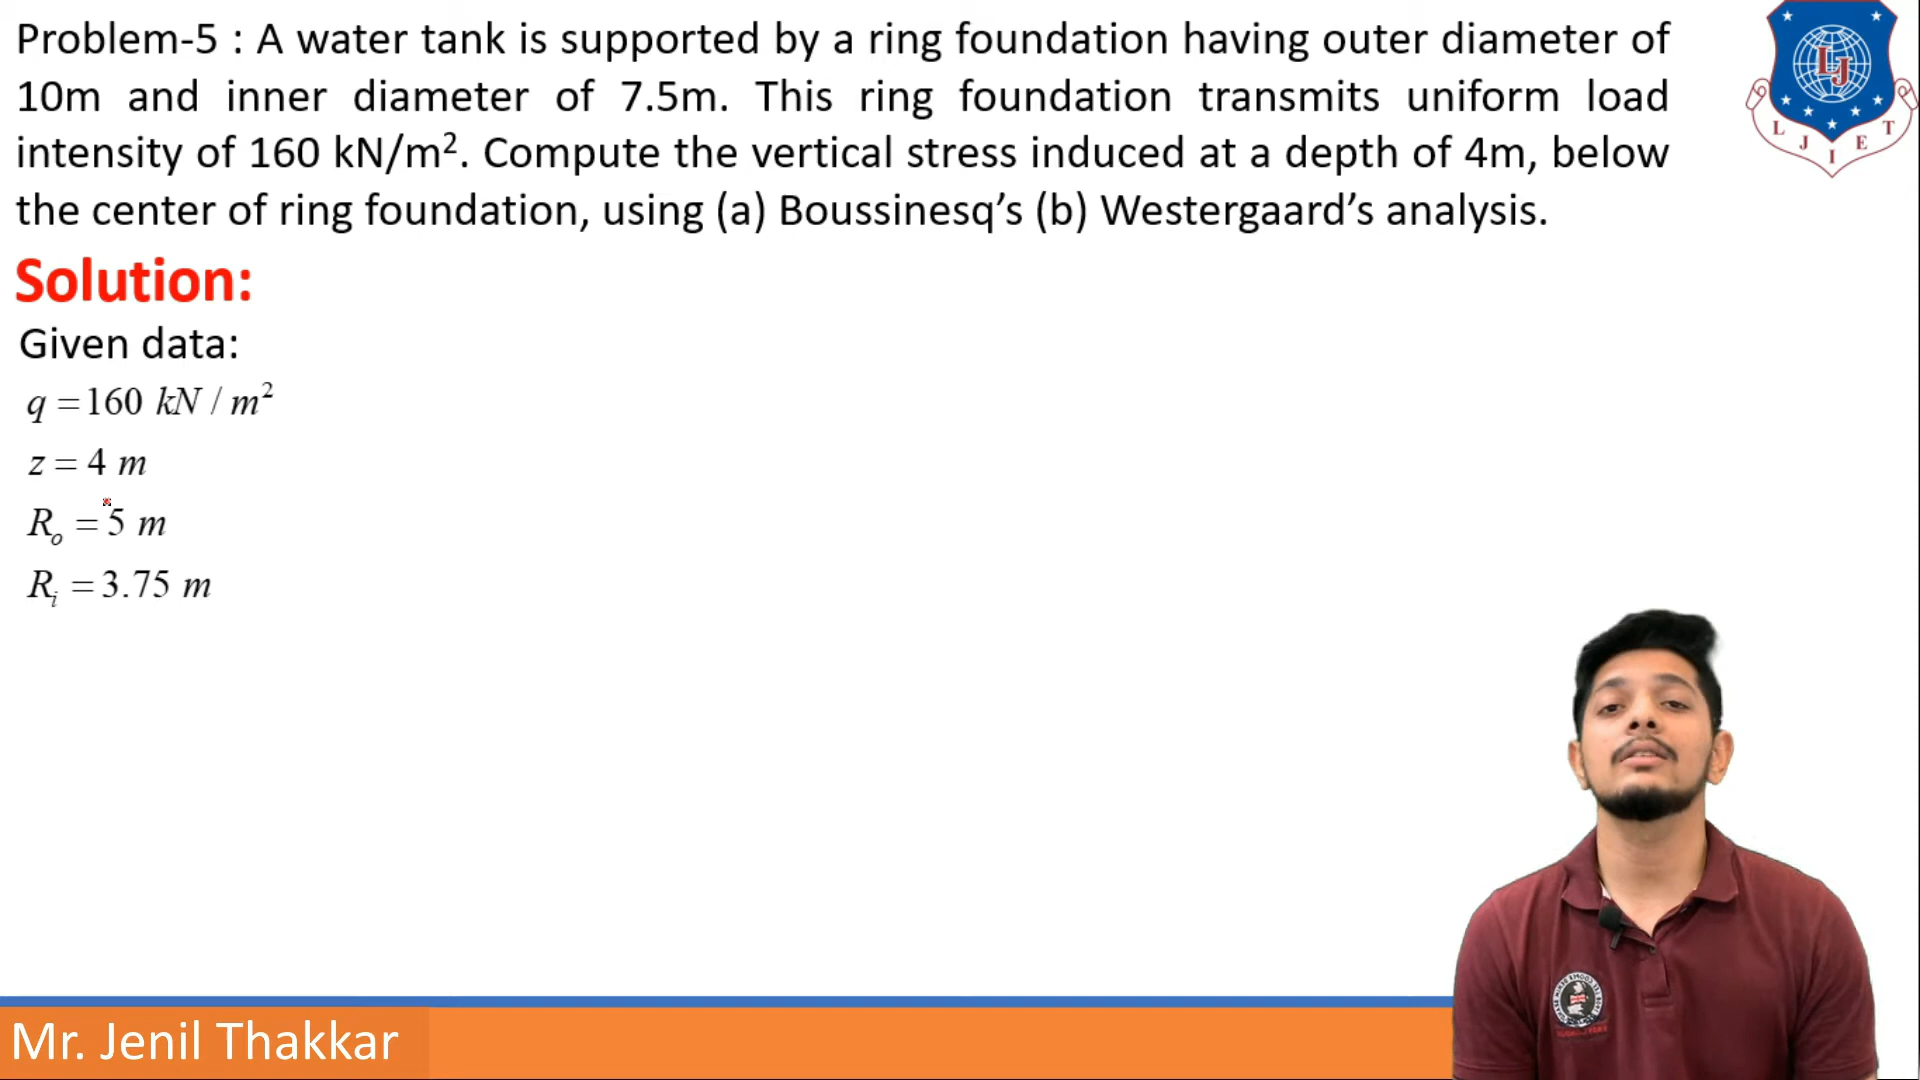 Problem-5 : A water tank is supported by a ring foundation having outer diameter of
10m and inner diameter of 7.5m. This ring foundation transmits uniform load
intensity of 160 kN/m². Compute the vertical stress induced at a depth of 4m, below
the center of ring foundation, using (a) Boussinesq’s (b) Westergaard’s analysis.
LJ
L J I E T
Solution:
Given data:
q = 160 kN / m²
z = 4 m
Rₒ = 5 m
Rᵢ = 3.75 m
Mr. Jenil Thakkar